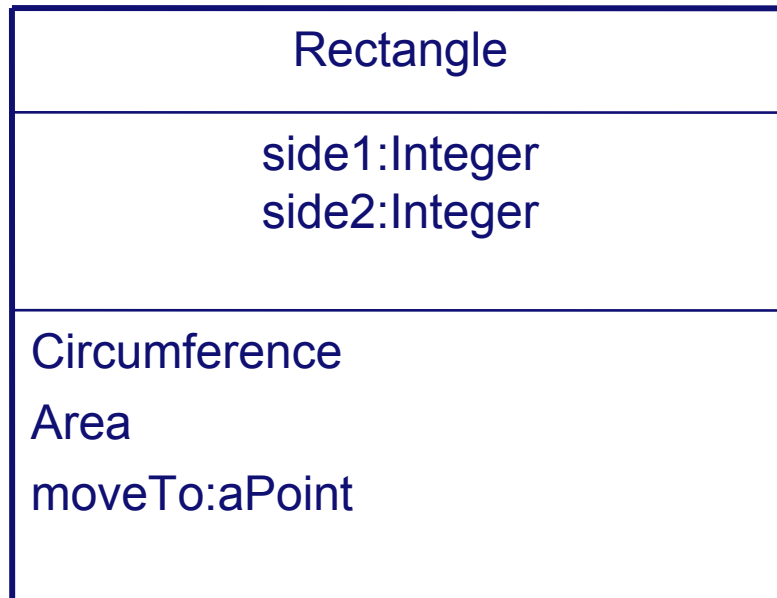 Rectangle
side1:Integer
side2:Integer
Circumference
Area
moveTo:aPoint